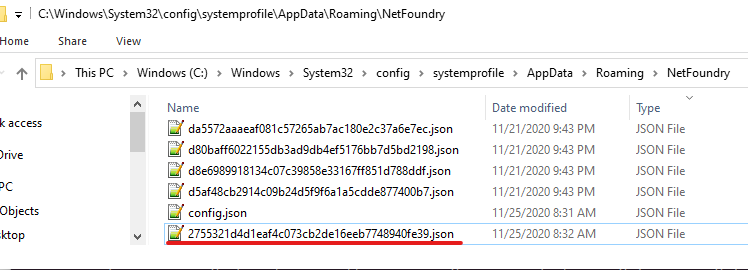 C:\Windows\System32\config\systemprofile\AppData\Roaming\NetFoundry
Home Share View
This PC Windows (C:) Windows System32 config systemprofile AppData Roaming NetFoundry
Name Date modified Type
k access
da5572aaaeaf081c57265ab7ac180e2c37a6e7ec.json 11/21/2020 9:43 PM JSON File
d80baff6022155db3ad9db4ef5176bb7d5bd2198.json 11/21/2020 9:43 PM JSON File
Drive
d8e6989918134c07c39858e33167ff851d788ddf.json 11/21/2020 9:43 PM JSON File
PC
d5af48cb2914c09b24d5f9f6a1a5cdde877400b7.json 11/21/2020 9:43 PM JSON File
Objects
config.json 11/25/2020 8:31 AM JSON File
sktop
2755321d4d1eaf4c073cb2de16eeb7748940fe39.json 11/25/2020 8:32 AM JSON File